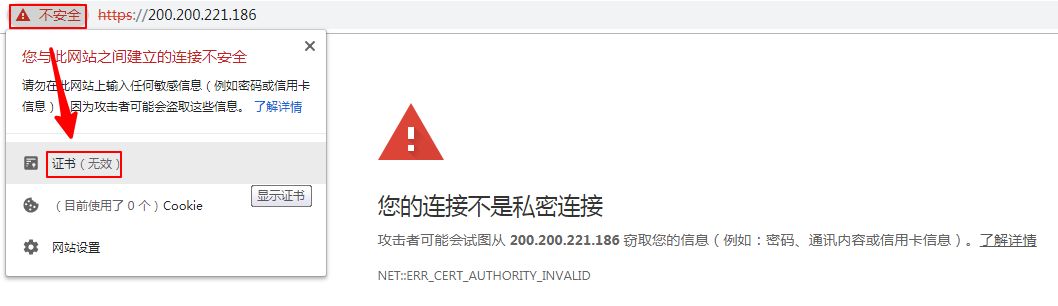 不安全 https://200.200.221.186
您与此网站之间建立的连接不安全
请勿在此网站上输入任何敏感信息（例如密码或信用卡
信息），因为攻击者可能会盗取这些信息。 了解详情
证书（无效）
显示证书
（目前使用了 0 个）Cookie
网站设置
您的连接不是私密连接
攻击者可能会试图从 200.200.221.186 窃取您的信息（例如：密码、通讯内容或信用卡信息）。了解详情
NET::ERR_CERT_AUTHORITY_INVALID